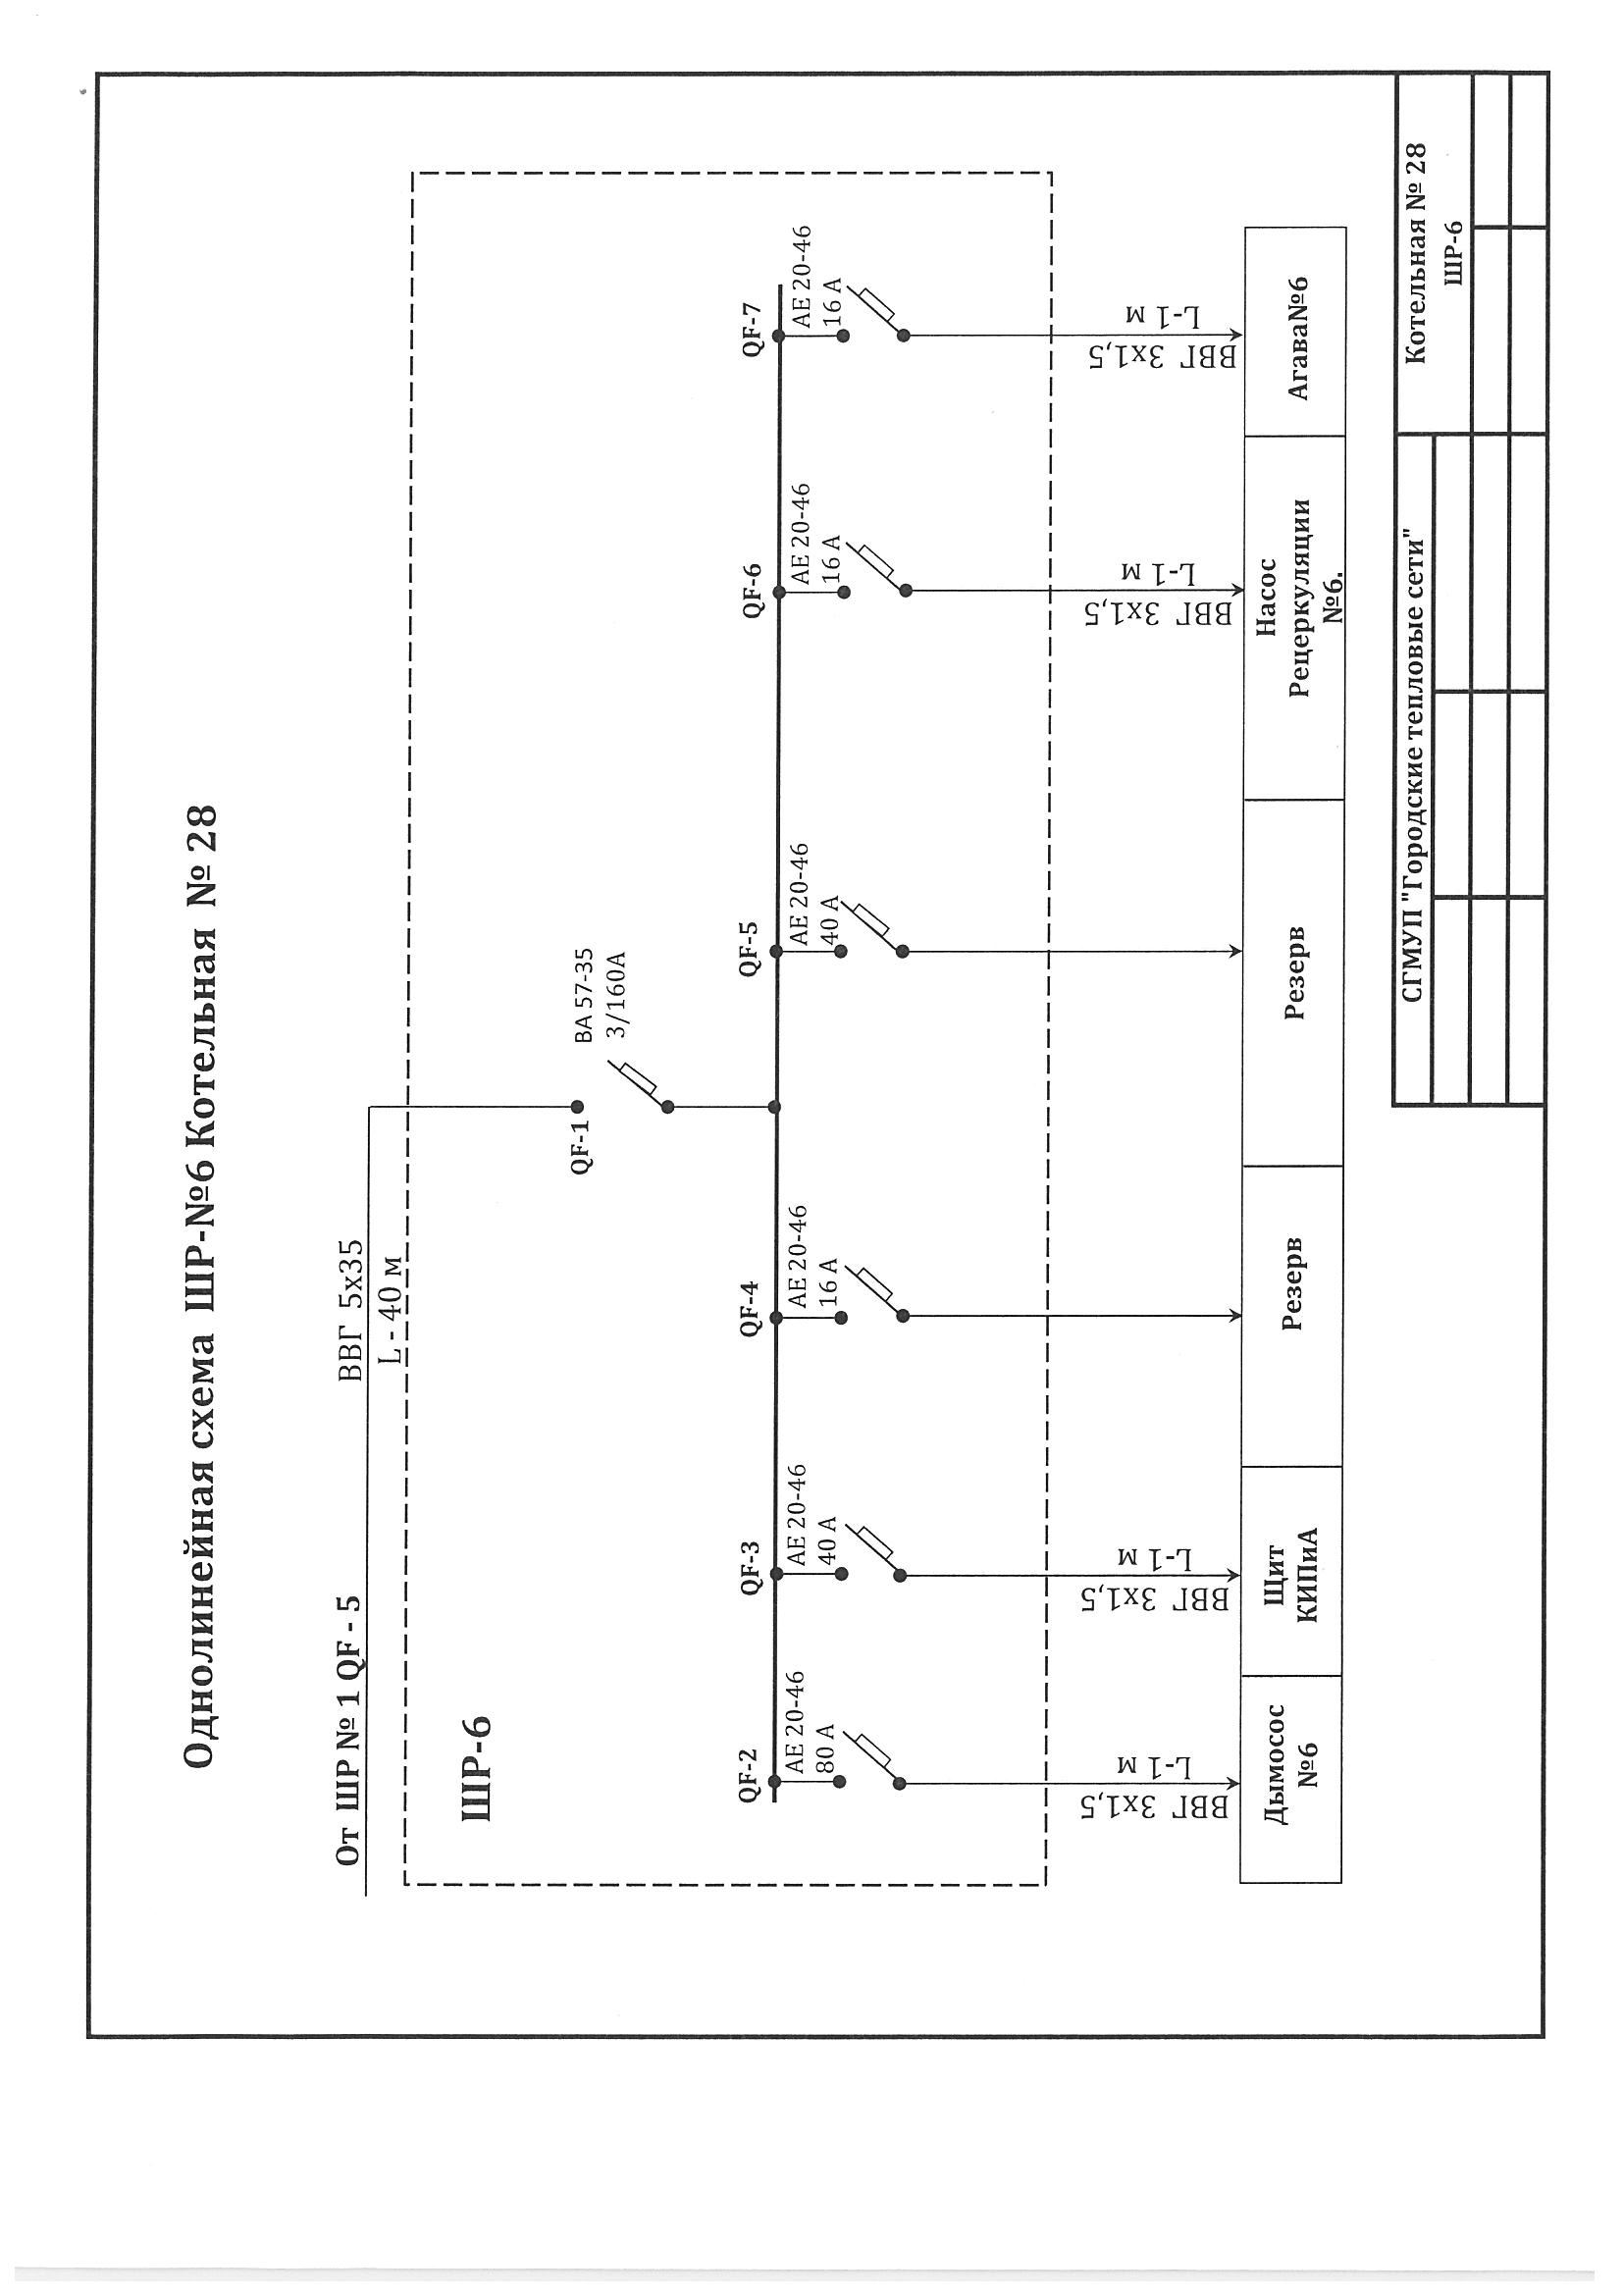 Однолинейная схема ШР-№6 Котельная № 28
От ШР № 1 QF - 5
ВВГ 5х35
L - 40 м
ШР-6
QF-1
ВА 57-35
3/160А
QF-2
АЕ 20-46
80 А
QF-3
АЕ 20-46
40 А
QF-4
АЕ 20-46
16 А
QF-5
АЕ 20-46
40 А
QF-6
АЕ 20-46
16 А
QF-7
АЕ 20-46
16 А
ВВГ 3х1,5
L-1 м
ВВГ 3х1,5
L-1 м
ВВГ 3х1,5
L-1 м
ВВГ 3х1,5
L-1 м
Дымосос
№6
Щит
КИПиА
Резерв
Резерв
Насос
Рецеркуляции
№6.
Агава№6
СГМУП "Городские тепловые сети"
Котельная № 28
ШР-6